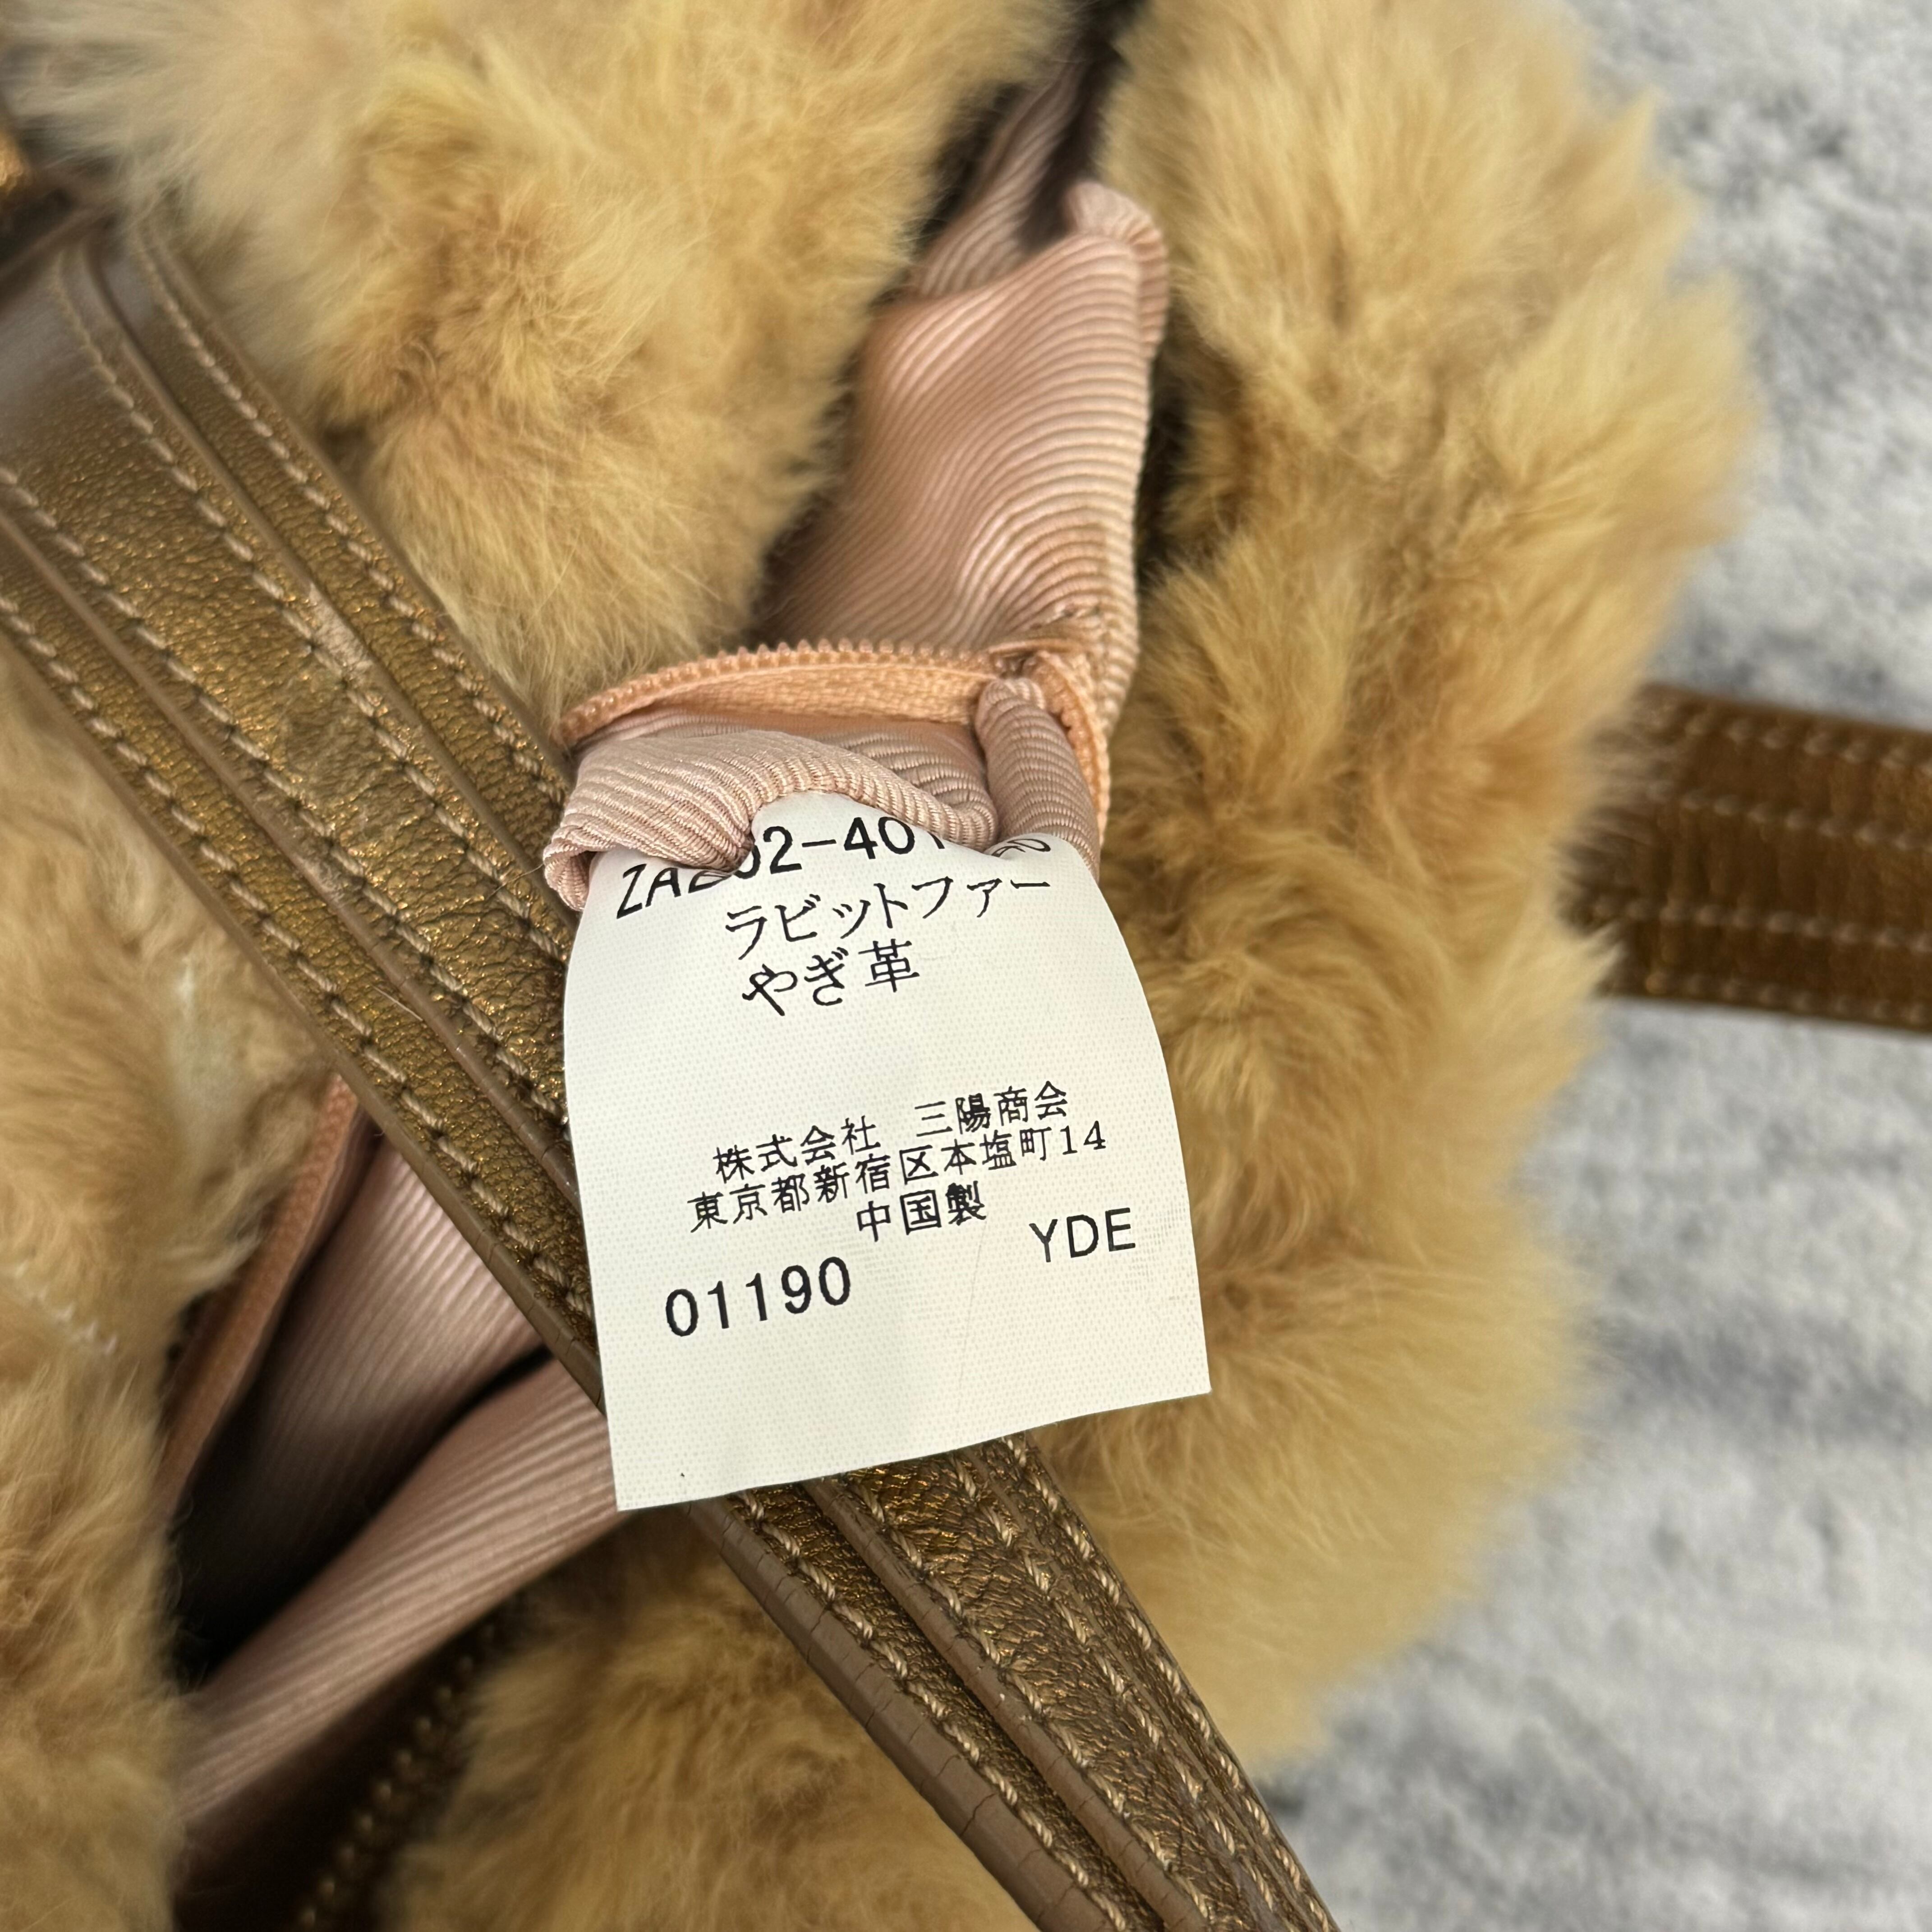 ラビットファー
やぎ革
株式会社 三陽商会
東京都新宿区本塩町14
中国製
01190 YDE